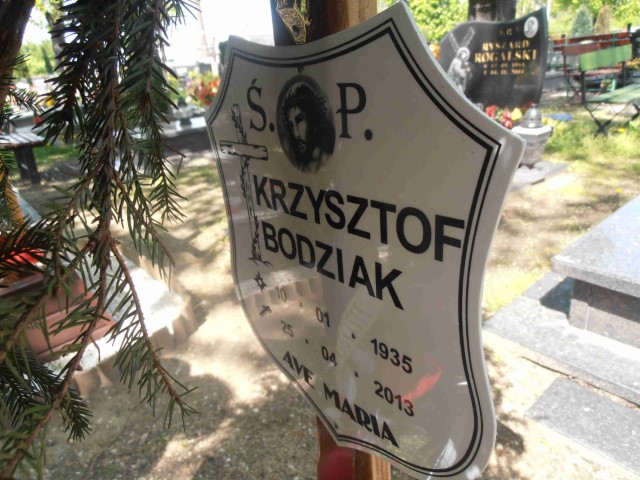 Ś. P.
KRZYSZTOF
BODZIAK
10 . 01 . 1935
25 . 04 . 2013
AVE MARIA
RYSZARD
ROGALSKI